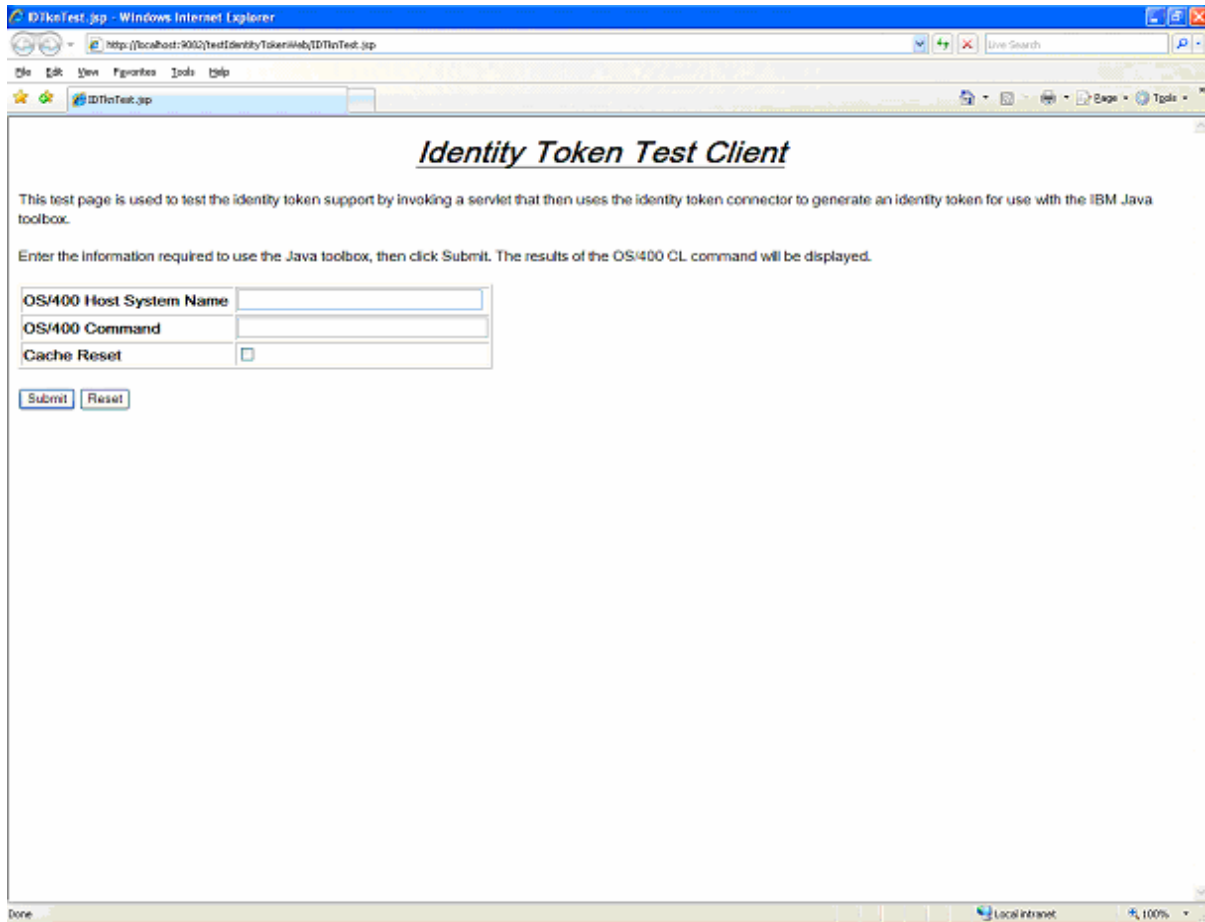 IDTknTest.jsp - Windows Internet Explorer
http://localhost:9002/testIdentityTokenWeb/IDTknTest.jsp
Live Search
File Edit View Favorites Tools Help
IDTknTest.jsp
Page Tools
Identity Token Test Client
This test page is used to test the identity token support by invoking a servlet that then uses the identity token connector to generate an identity token for use with the IBM Java
toolbox.
Enter the information required to use the Java toolbox, then click Submit. The results of the OS/400 CL command will be displayed.
OS/400 Host System Name
OS/400 Command
Cache Reset
Submit Reset
Done Local intranet 100%